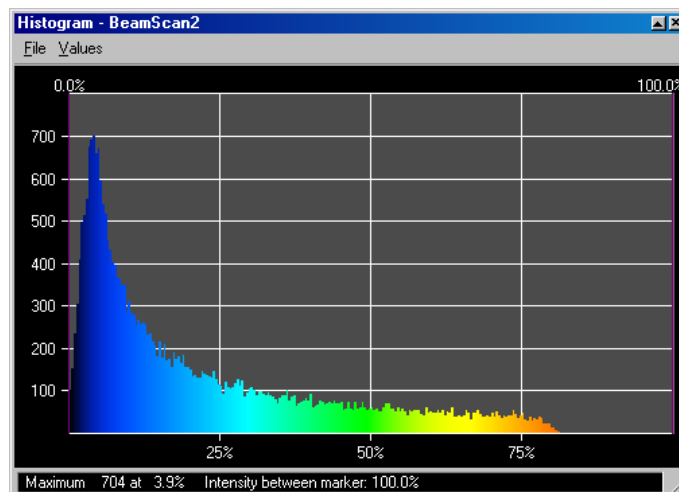 Histogram - BeamScan2
File Values
0.0% 100.0%
700
600
500
400
300
200
100
25% 50% 75%
Maximum 704 at 3.9% Intensity between marker: 100.0%